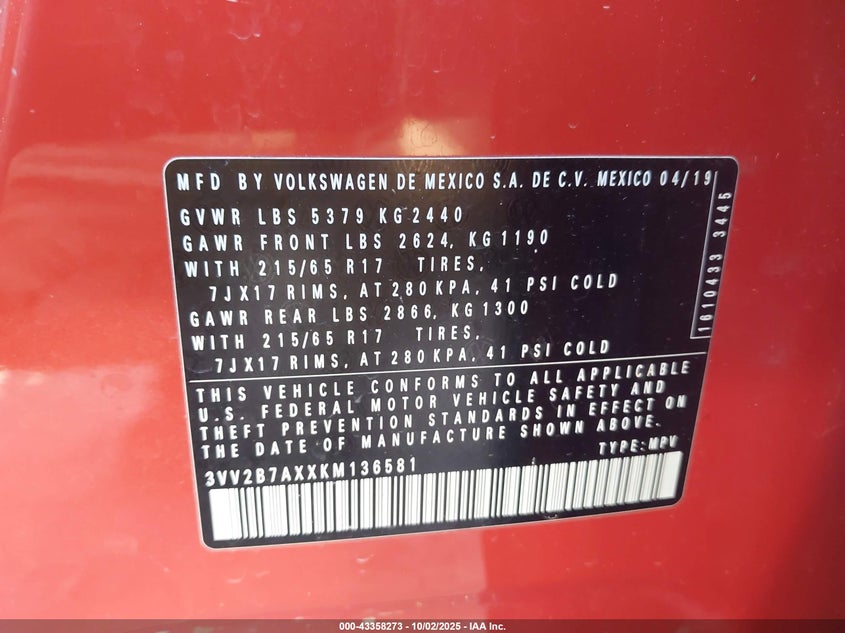 MFD BY VOLKSWAGEN DE MEXICO S.A. DE C.V. MEXICO 04/19
GVWR LBS 5379 KG 2440
GAWR FRONT LBS 2624, KG 1190
WITH 215/65 R17 TIRES,
7JX17 RIMS, AT 280 KPA, 41 PSI COLD
GAWR REAR LBS 2866, KG 1300
WITH 215/65 R17 TIRES,
7JX17 RIMS, AT 280 KPA, 41 PSI COLD
1610433 3445
THIS VEHICLE CONFORMS TO ALL APPLICABLE
U.S. FEDERAL MOTOR VEHICLE SAFETY AND
THEFT PREVENTION STANDARDS IN EFFECT ON
THE DATE OF MANUFACTURE SHOWN ABOVE.
TYPE: MPV
3VV2B7AXXKM136581
000-43358273 - 10/02/2025 - IAA Inc.